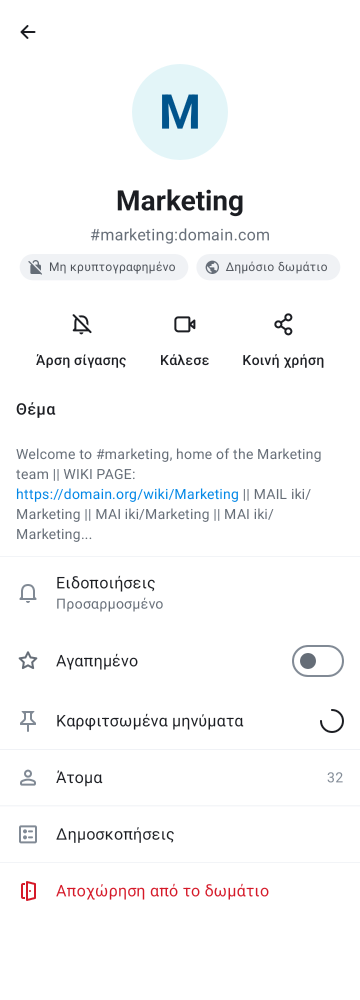 M
Marketing
#marketing:domain.com
Μη κρυπτογραφημένο Δημόσιο δωμάτιο
Άρση σίγασης Κάλεσε Κοινή χρήση
Θέμα
Welcome to #marketing, home of the Marketing
team || WIKI PAGE:
https://domain.org/wiki/Marketing || MAIL iki/
Marketing || MAI iki/Marketing || MAI iki/
Marketing...
Ειδοποιήσεις
Προσαρμοσμένο
Αγαπημένο
Καρφιτσωμένα μηνύματα
Άτομα 32
Δημοσκοπήσεις
Αποχώρηση από το δωμάτιο